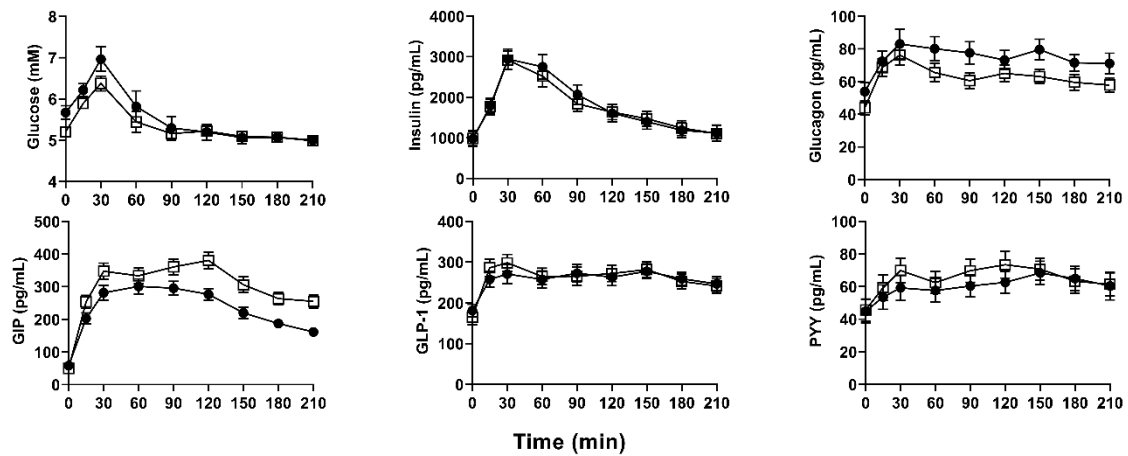 Glucose (mM)
8
7
6
5
4
0 30 60 90 120 150 180 210
Insulin (pg/mL)
4000
3000
2000
1000
0
0 30 60 90 120 150 180 210
Glucagon (pg/mL)
100
80
60
40
20
0
0 30 60 90 120 150 180 210
GIP (pg/mL)
500
400
300
200
100
0
0 30 60 90 120 150 180 210
GLP-1 (pg/mL)
400
300
200
100
0
0 30 60 90 120 150 180 210
PYY (pg/mL)
100
80
60
40
20
0
0 30 60 90 120 150 180 210
Time (min)